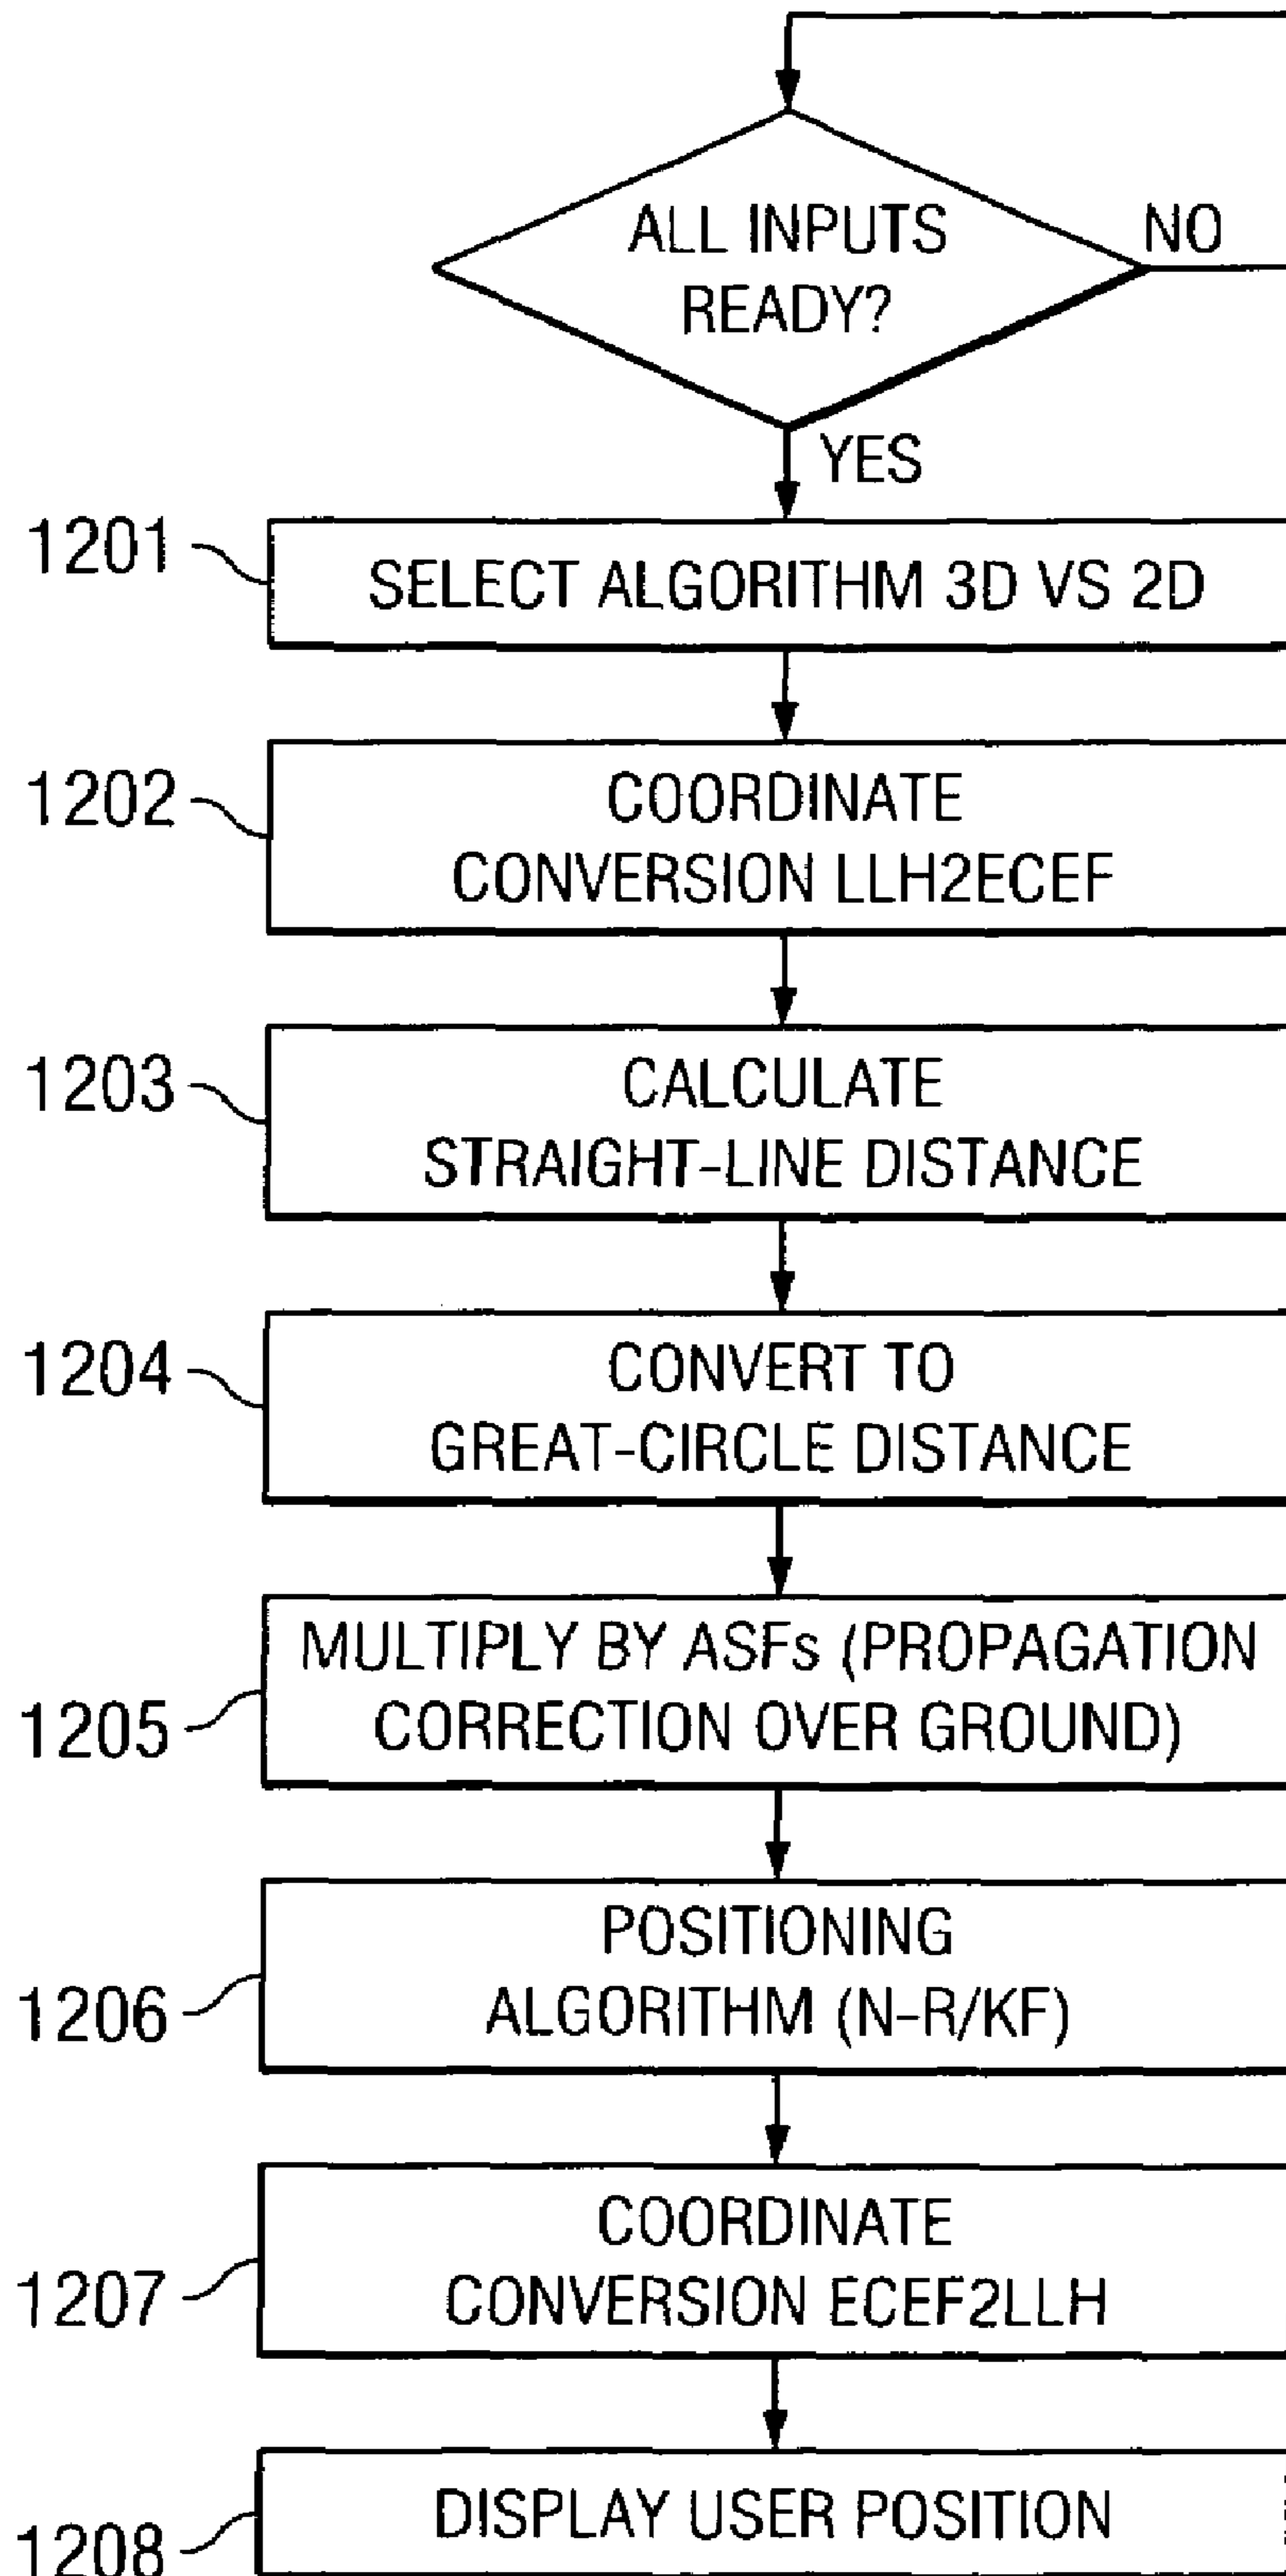 ALL INPUTS
READY?
NO
YES
1201
SELECT ALGORITHM 3D VS 2D
1202
COORDINATE
CONVERSION LLH2ECEF
1203
CALCULATE
STRAIGHT-LINE DISTANCE
1204
CONVERT TO
GREAT-CIRCLE DISTANCE
1205
MULTIPLY BY ASFs (PROPAGATION
CORRECTION OVER GROUND)
1206
POSITIONING
ALGORITHM (N-R/KF)
1207
COORDINATE
CONVERSION ECEF2LLH
1208
DISPLAY USER POSITION